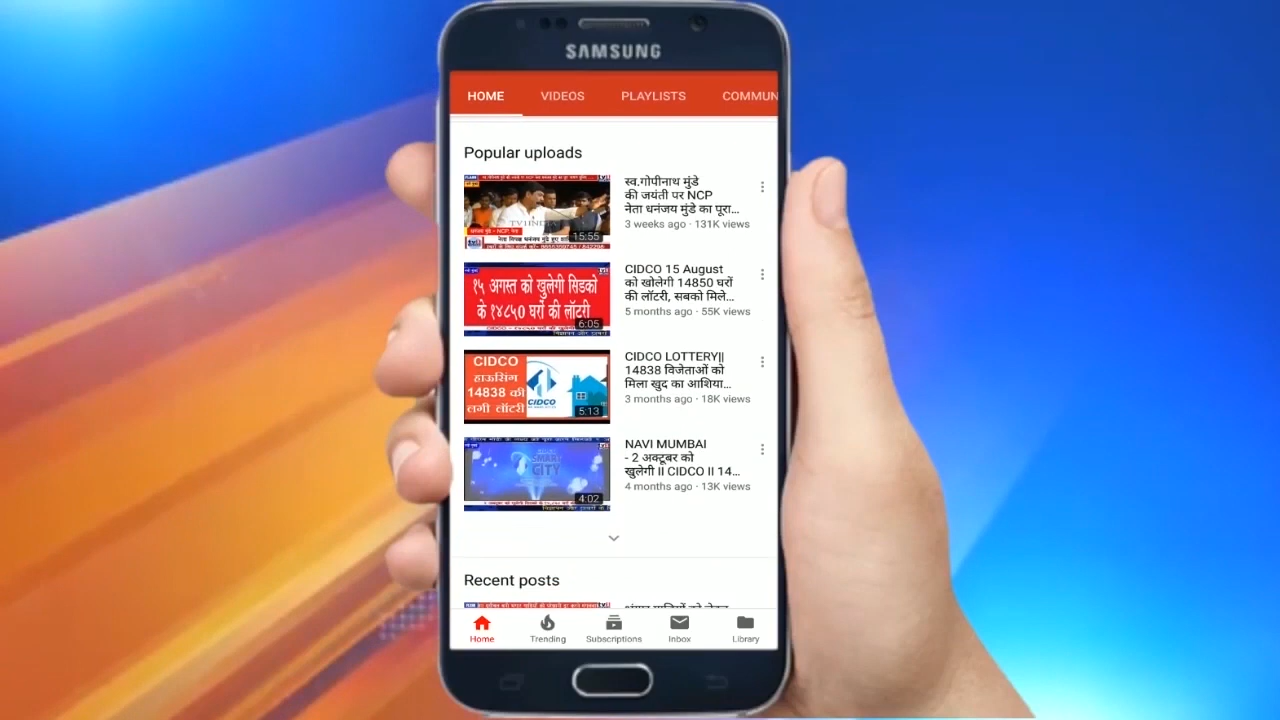 SAMSUNG
HOME VIDEOS PLAYLISTS COMMUN
Popular uploads
TV1INDI
15:55
स्व.गोपीनाथ मुंडे
की जयंती पर NCP
नेता धनंजय मुंडे का पूरा...
3 weeks ago · 131K views
१५ अगस्त को खुलेगी सिडको
के १४८५० घरों की लॉटरी
6:05
CIDCO 15 August
को खोलेगी 14850 घरों
की लॉटरी, सबको मिले...
5 months ago · 55K views
CIDCO
हाऊसिंग
14838 की
लगी लॉटरी
CIDCO
5:13
CIDCO LOTTERY||
14838 विजेताओं को
मिला खुद का आशिया...
3 months ago · 18K views
SMART
CITY
4:02
NAVI MUMBAI
- 2 अक्टूबर को
खुलेगी II CIDCO II 14...
4 months ago · 13K views
Recent posts
Home Trending Subscriptions Inbox Library